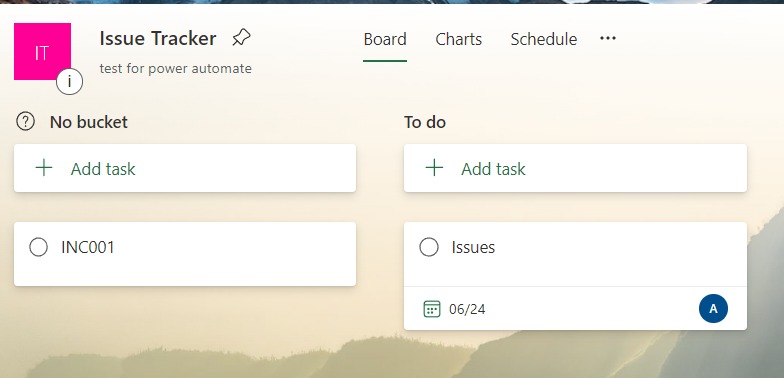 IT
Issue Tracker
test for power automate
i
Board Charts Schedule ...
? No bucket
+ Add task
INC001
To do
+ Add task
Issues
06/24
A